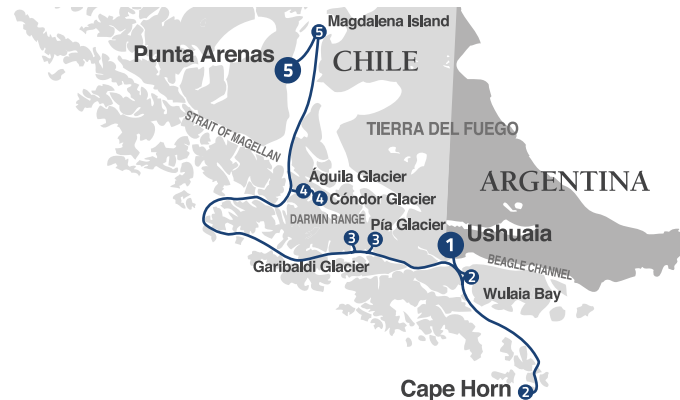 Magdalena Island
5
Punta Arenas
5
CHILE
STRAIT OF MAGELLAN
TIERRA DEL FUEGO
Águila Glacier
4
4
Cóndor Glacier
ARGENTINA
DARWIN RANGE
Pía Glacier
3
3
Ushuaia
1
Garibaldi Glacier
BEAGLE CHANNEL
2
Wulaia Bay
Cape Horn
2